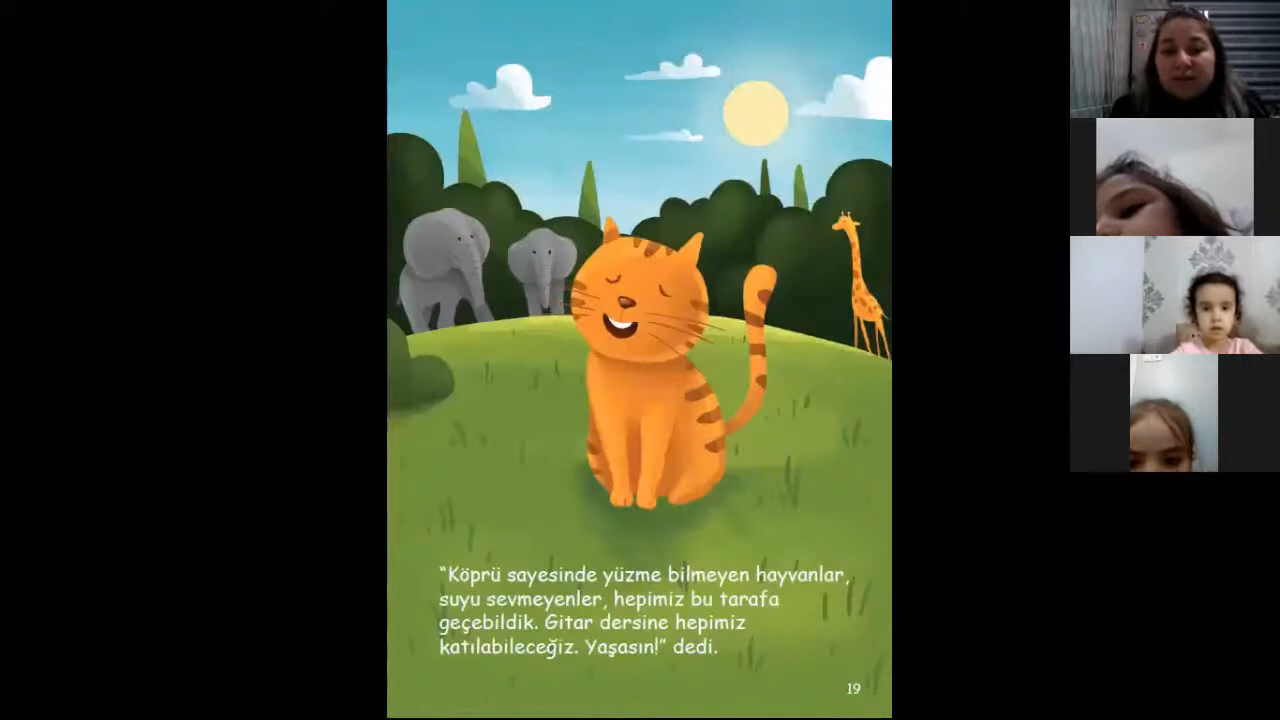 “Köprü sayesinde yüzme bilmeyen hayvanlar,
suyu sevmeyenler, hepimiz bu tarafa
geçebildik. Gitar dersine hepimiz
katılabileceğiz. Yaşasın!” dedi.
19